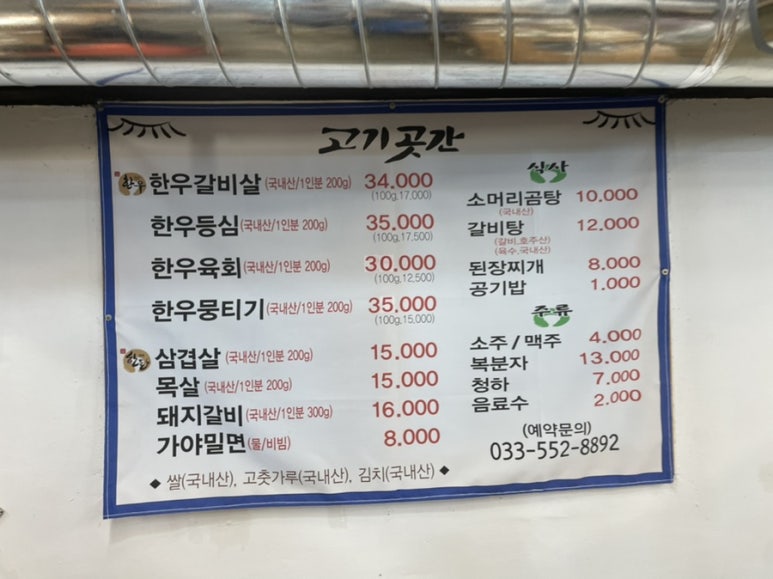 고기곳간
한우 한우갈비살 (국내산/1인분 200g) 34.000
(100g.17,000)
한우등심 (국내산/1인분 200g) 35.000
(100g.17,500)
한우육회 (국내산/1인분 200g) 30.000
(100g.12,500)
한우뭉티기 (국내산/1인분 200g) 35.000
(100g.15,000)
한돈 삼겹살 (국내산/1인분 200g) 15.000
목살 (국내산/1인분 200g) 15.000
돼지갈비 (국내산/1인분 300g) 16.000
가야밀면 (물/비빔) 8.000
식사
소머리곰탕 10.000
(국내산)
갈비탕 12.000
(갈비,호주산)
(육수,국내산)
된장찌개 8.000
공기밥 1.000
주류
소주 / 맥주 4.000
복분자 13.000
청하 7.000
음료수 2.000
(예약문의)
033-552-8892
◆ 쌀(국내산), 고춧가루(국내산), 김치(국내산) ◆